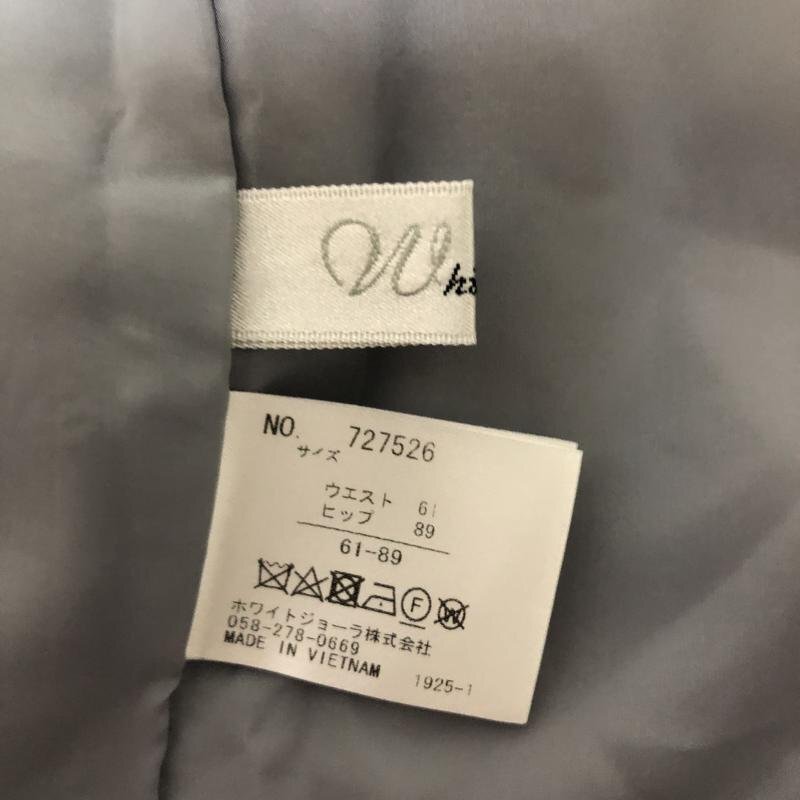 Whi
NO. 727526
サイズ
ウエスト 61
ヒップ 89
61-89
F
W
ホワイトジョーラ株式会社
058-278-0669
MADE IN VIETNAM 1925-1